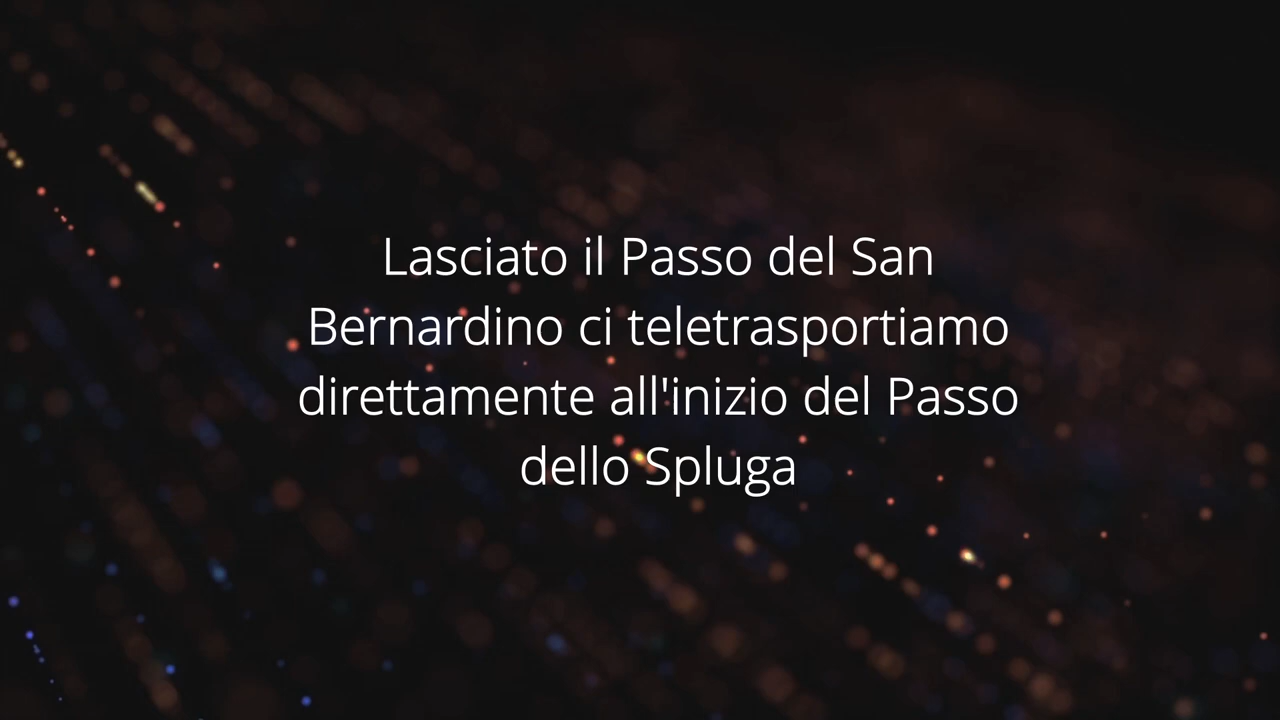 Lasciato il Passo del San
Bernardino ci teletrasportiamo
direttamente all'inizio del Passo
dello Spluga